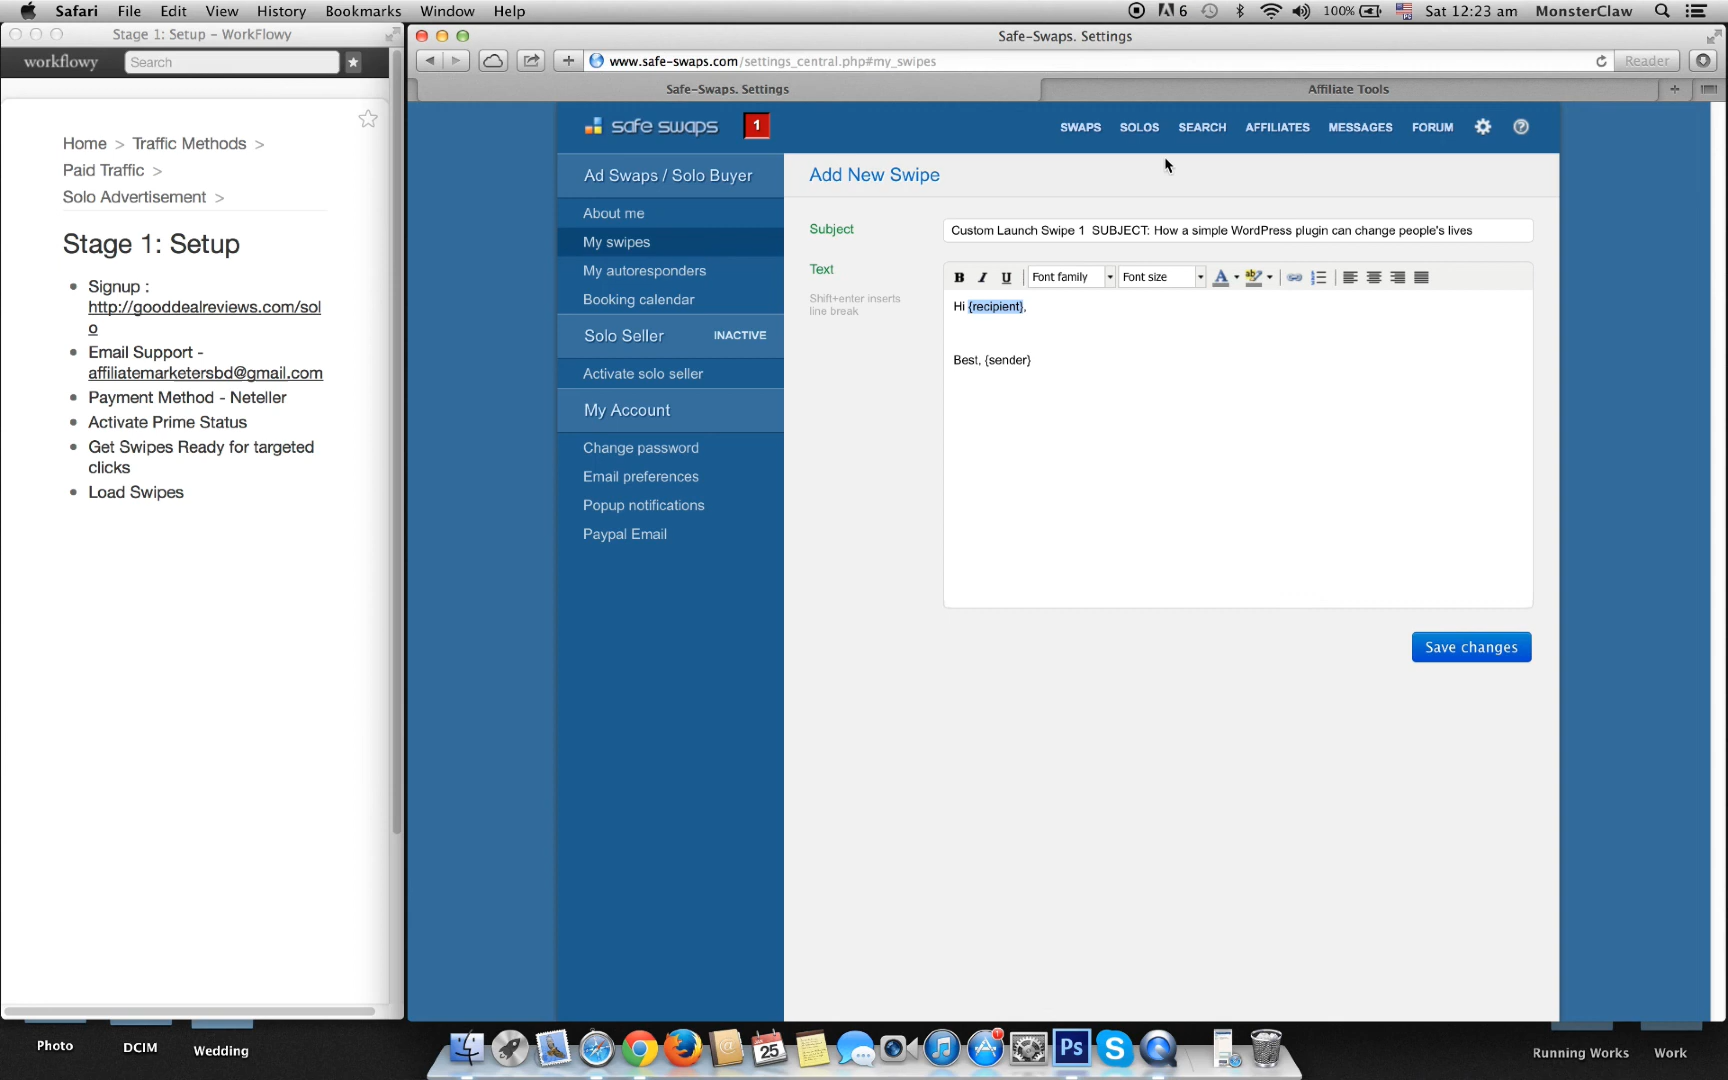 Safari File Edit View History Bookmarks Window Help
6 100% Sat 12:23 am MonsterClaw
Stage 1: Setup – WorkFlowy
workflowy Search
Home > Traffic Methods >
Paid Traffic >
Solo Advertisement >
Stage 1: Setup
Signup :
http://gooddealreviews.com/sol
o
Email Support -
affiliatemarketersbd@gmail.com
Payment Method - Neteller
Activate Prime Status
Get Swipes Ready for targeted
clicks
Load Swipes
Safe-Swaps. Settings
www.safe-swaps.com/settings_central.php#my_swipes
Reader
Safe-Swaps. Settings
Affiliate Tools
safe swaps 1
SWAPS SOLOS SEARCH AFFILIATES MESSAGES FORUM
Ad Swaps / Solo Buyer
About me
My swipes
My autoresponders
Booking calendar
Solo Seller INACTIVE
Activate solo seller
My Account
Change password
Email preferences
Popup notifications
Paypal Email
Add New Swipe
Subject
Custom Launch Swipe 1 SUBJECT: How a simple WordPress plugin can change people's lives
Text
Shift+enter inserts
line break
B I U Font family Font size A ab
Hi {recipient},
Best, {sender}
Save changes
Photo
DCIM
Wedding
25
1
Ps
Running Works
Work